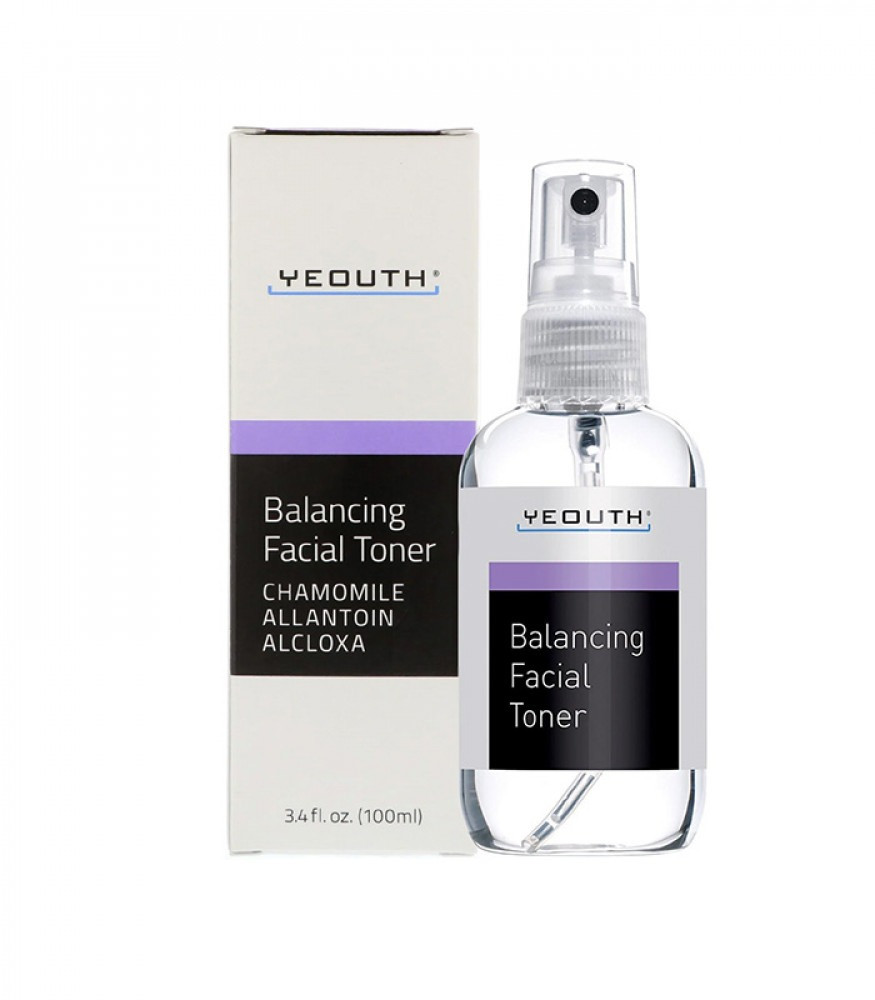 YEOUTH®
Balancing
Facial Toner
CHAMOMILE
ALLANTOIN
ALCLOXA
3.4 fl. oz. (100ml)
YEOUTH®
Balancing
Facial
Toner